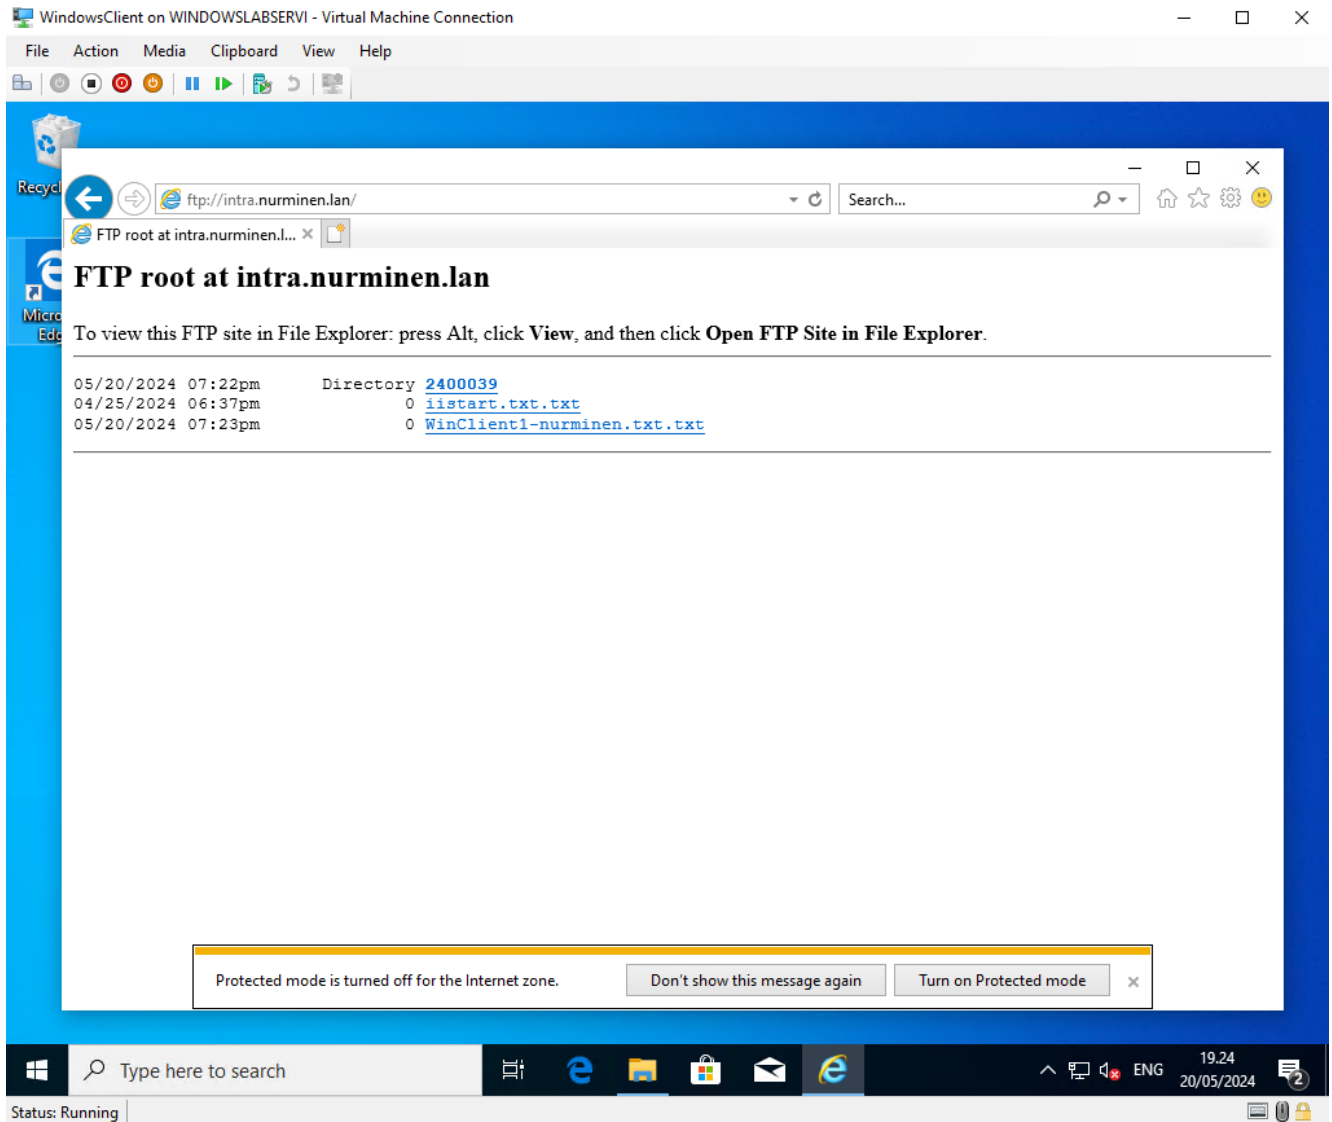 WindowsClient on WINDOWSLABSERVI - Virtual Machine Connection
File Action Media Clipboard View Help
ftp://intra.nurminen.lan/
Search...
FTP root at intra.nurminen.l...
FTP root at intra.nurminen.lan
To view this FTP site in File Explorer: press Alt, click View, and then click Open FTP Site in File Explorer.
05/20/2024 07:22pm Directory 2400039
04/25/2024 06:37pm 0 iistart.txt.txt
05/20/2024 07:23pm 0 WinClient1-nurminen.txt.txt
Protected mode is turned off for the Internet zone. Don't show this message again Turn on Protected mode
Type here to search
ENG
19.24
20/05/2024
2
Status: Running